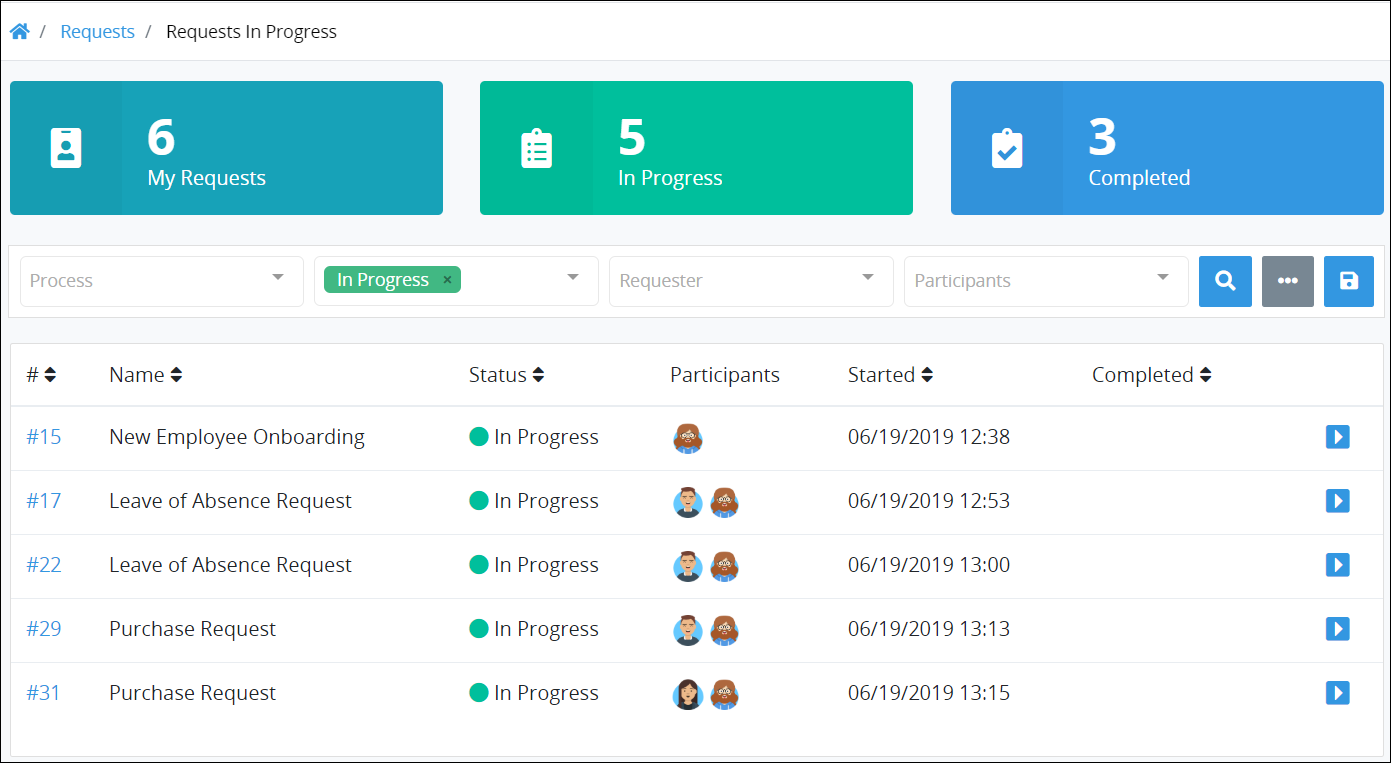 / Requests / Requests In Progress
6
My Requests
5
In Progress
3
Completed
Process
In Progress ×
Requester
Participants
# Name Status Participants Started Completed
#15 New Employee Onboarding In Progress 06/19/2019 12:38
#17 Leave of Absence Request In Progress 06/19/2019 12:53
#22 Leave of Absence Request In Progress 06/19/2019 13:00
#29 Purchase Request In Progress 06/19/2019 13:13
#31 Purchase Request In Progress 06/19/2019 13:15